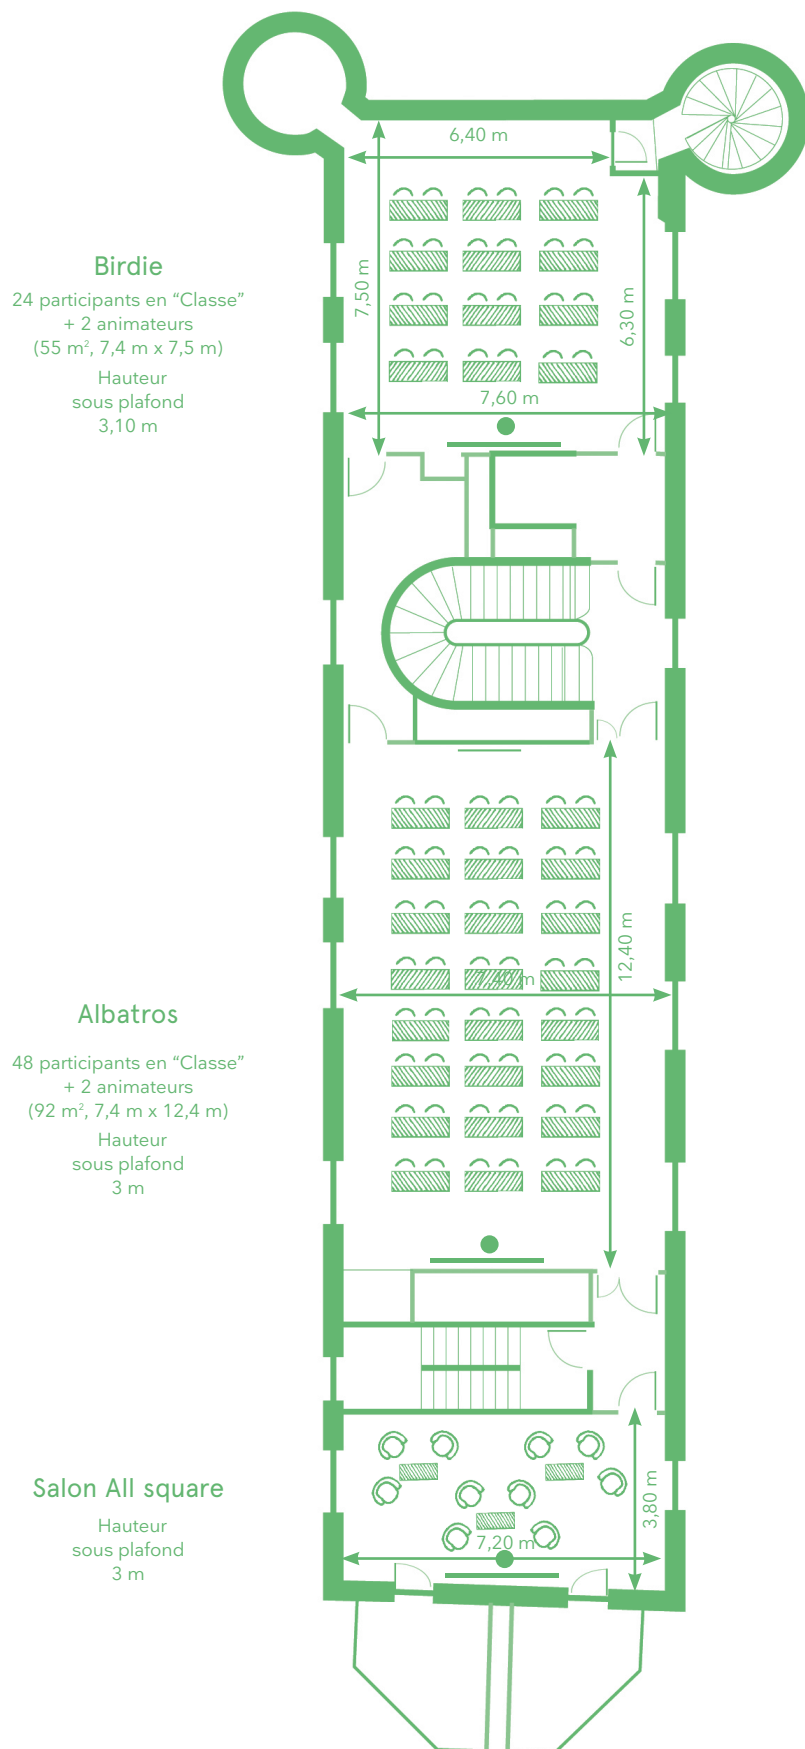 6,40 m
7,50 m
6,30 m
Birdie
24 participants en “Classe”
+ 2 animateurs
(55 m², 7,4 m x 7,5 m)
Hauteur
sous plafond
3,10 m
7,60 m
12,40 m
7,40 m
Albatros
48 participants en “Classe”
+ 2 animateurs
(92 m², 7,4 m x 12,4 m)
Hauteur
sous plafond
3 m
Salon All square
Hauteur
sous plafond
3 m
3,80 m
7,20 m